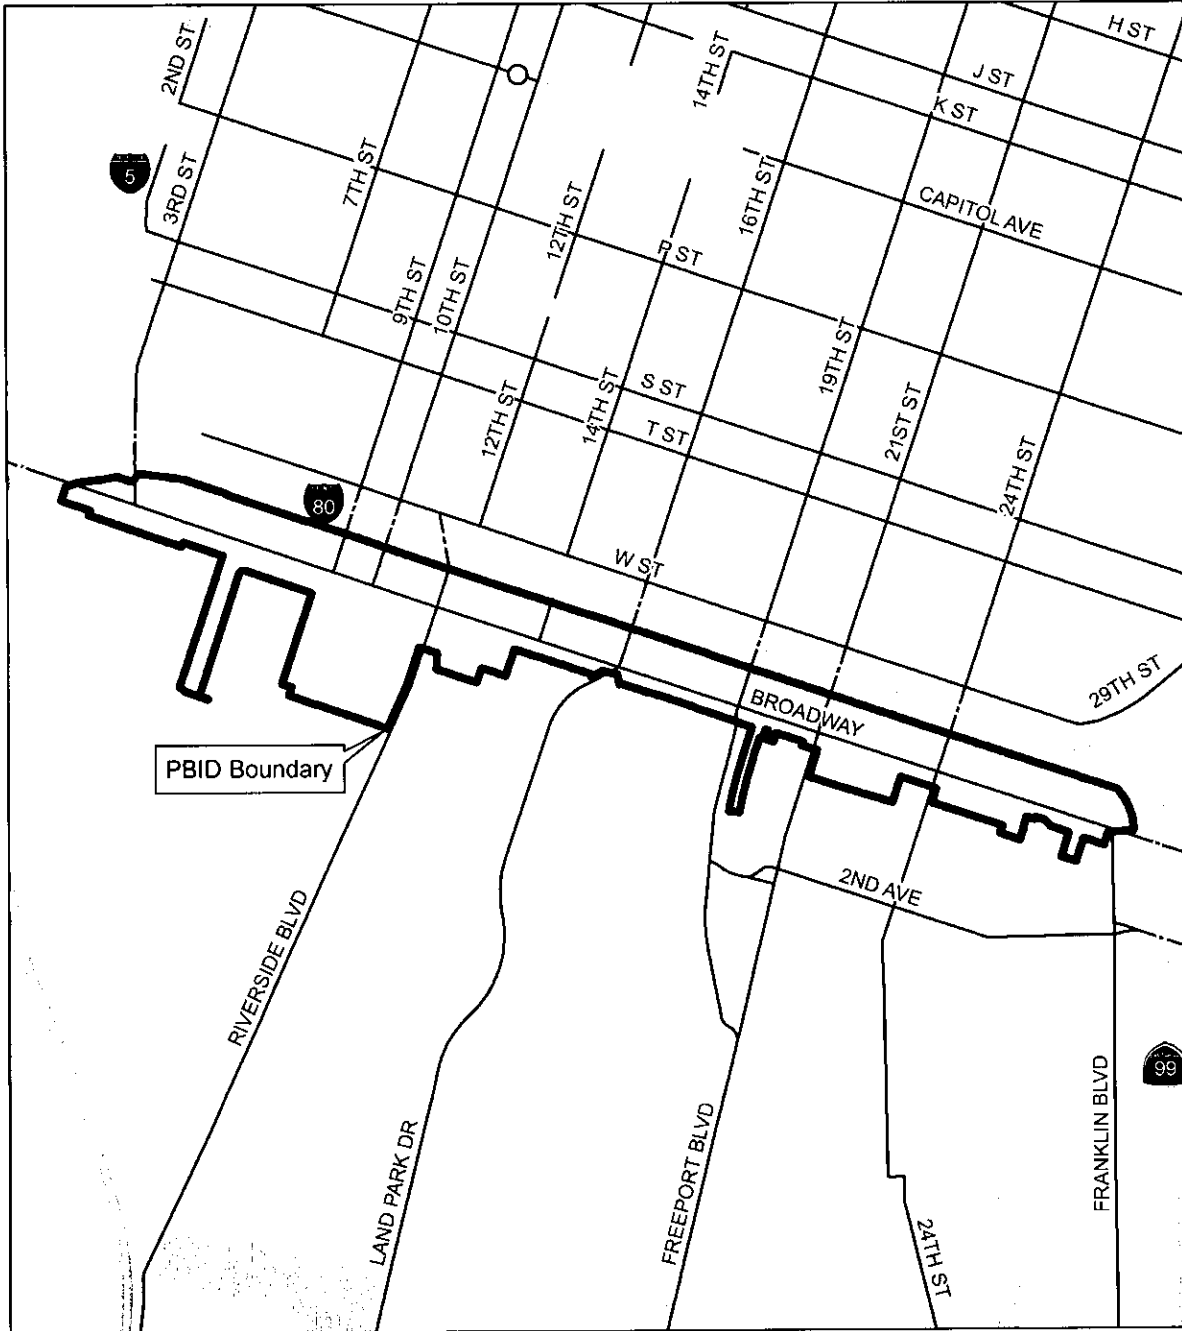 H ST
J ST
K ST
2ND ST
14TH ST
5
3RD ST
7TH ST
12TH ST
16TH ST
CAPITOL AVE
P ST
9TH ST
10TH ST
19TH ST
S ST
T ST
12TH ST
14TH ST
21ST ST
24TH ST
80
W ST
29TH ST
BROADWAY
PBID Boundary
2ND AVE
RIVERSIDE BLVD
LAND PARK DR
FREEPORT BLVD
24TH ST
FRANKLIN BLVD
99